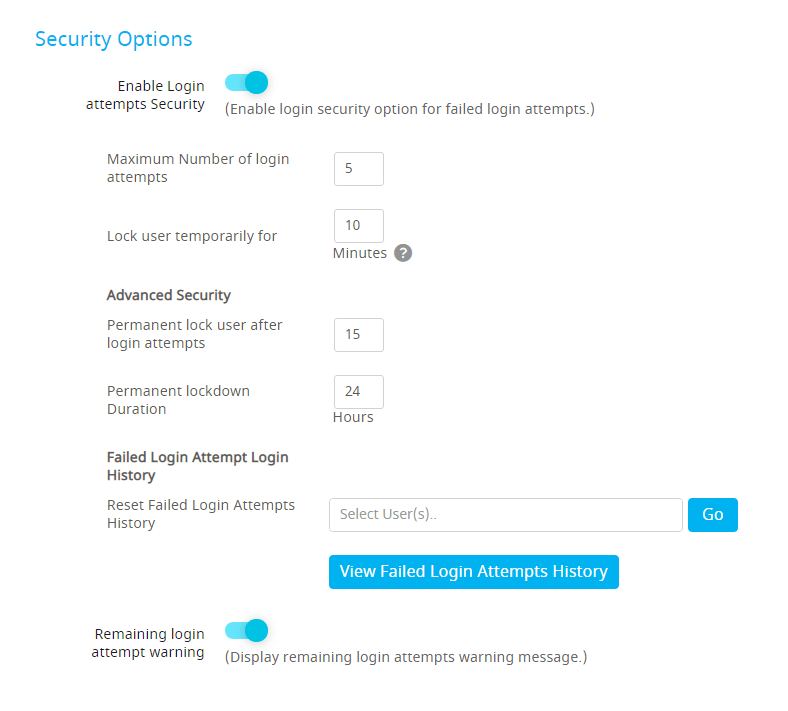 Security Options
Enable Login
attempts Security
(Enable login security option for failed login attempts.)
Maximum Number of login
attempts
5
Lock user temporarily for
10
Minutes ?
Advanced Security
Permanent lock user after
login attempts
15
Permanent lockdown
Duration
24
Hours
Failed Login Attempt Login
History
Reset Failed Login Attempts
History
Select User(s)..
Go
View Failed Login Attempts History
Remaining login
attempt warning
(Display remaining login attempts warning message.)